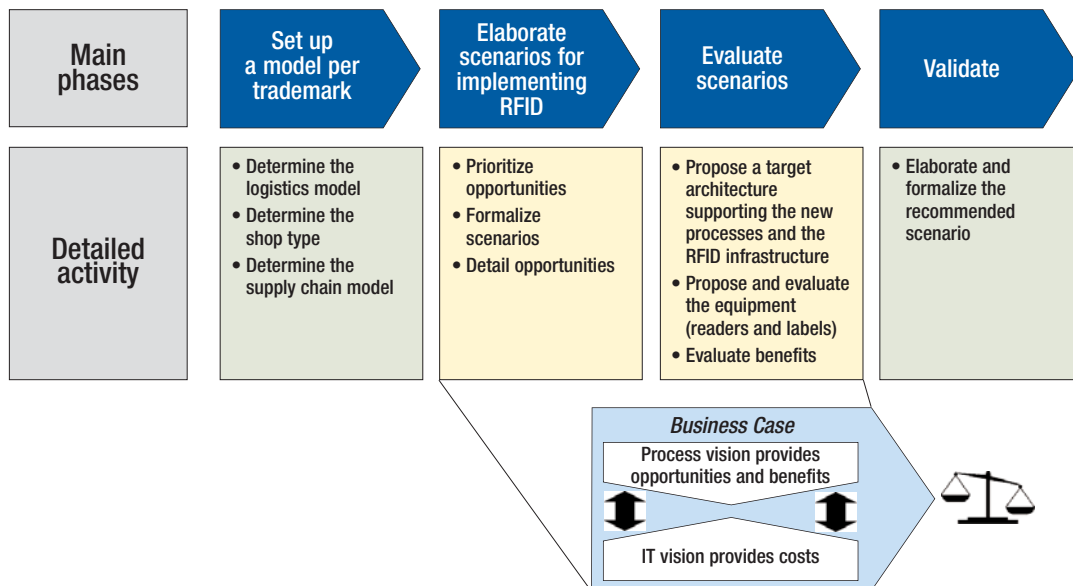 Main
phases
Set up
a model per
trademark
Elaborate
scenarios for
implementing
RFID
Evaluate
scenarios
Validate
Detailed
activity
• Determine the
logistics model
• Determine the
shop type
• Determine the
supply chain model
• Prioritize
opportunities
• Formalize
scenarios
• Detail opportunities
• Propose a target
architecture
supporting the new
processes and the
RFID infrastructure
• Propose and evaluate
the equipment
(readers and labels)
• Evaluate benefits
• Elaborate and
formalize the
recommended
scenario
Business Case
Process vision provides
opportunities and benefits
IT vision provides costs